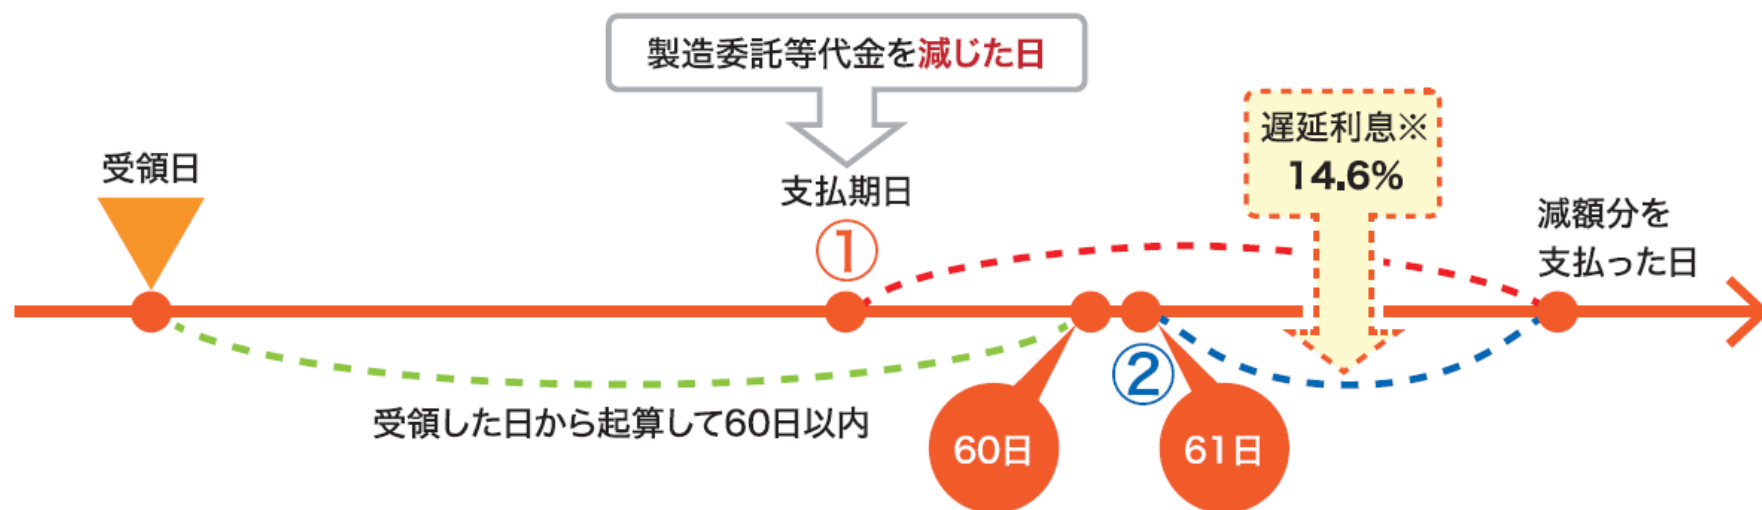 製造委託等代金を減じた日
遅延利息※
14.6%
受領日
支払期日
①
減額分を
支払った日
②
受領した日から起算して60日以内
60日
61日